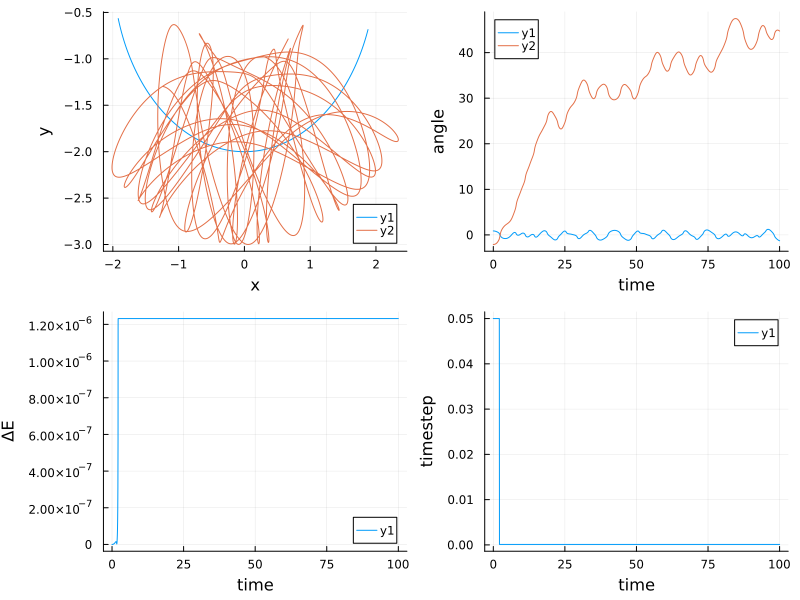 −0.5
−1.0
−1.5
−2.0
−2.5
−3.0
y
−2 −1 0 1 2
x
y1
y2
40
30
20
10
0
angle
0 25 50 75 100
time
y1
y2
1.20×10⁻⁶
1.00×10⁻⁶
8.00×10⁻⁷
6.00×10⁻⁷
4.00×10⁻⁷
2.00×10⁻⁷
0
ΔE
0 25 50 75 100
time
y1
0.05
0.04
0.03
0.02
0.01
0.00
timestep
0 25 50 75 100
time
y1